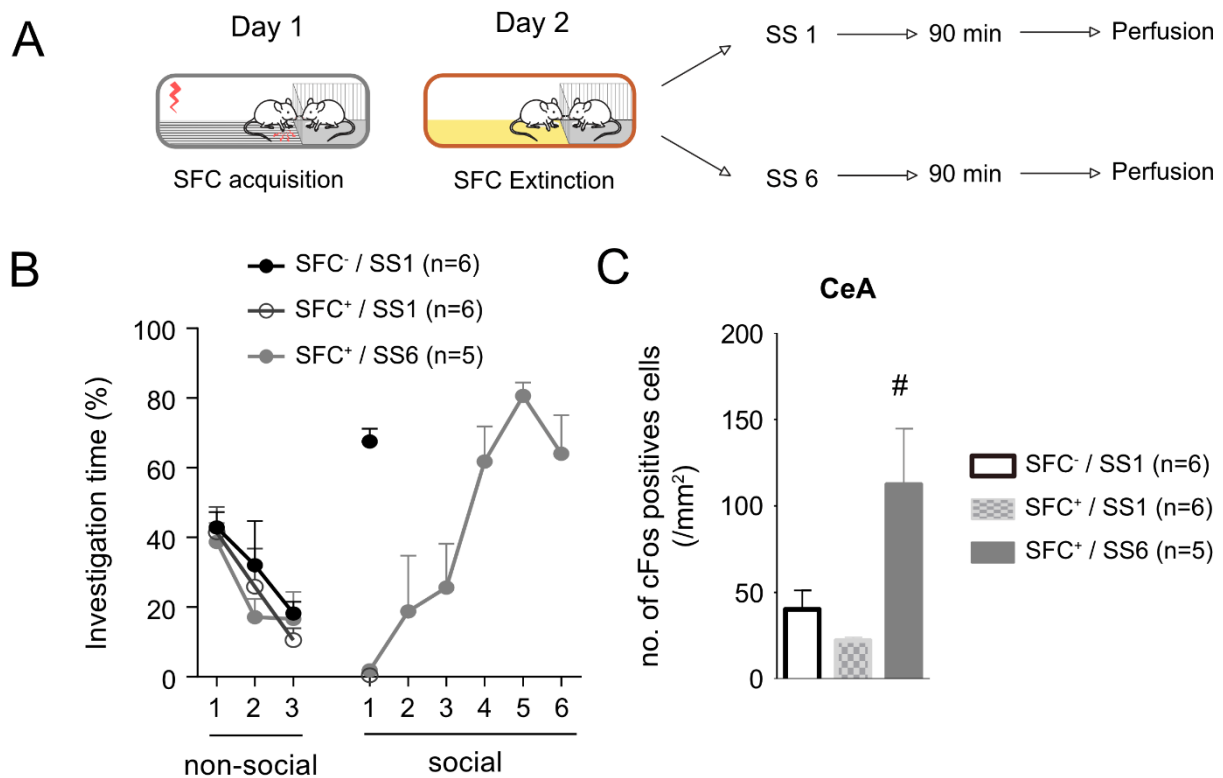 A
Day 1
Day 2
SFC acquisition
SFC Extinction
SS 1
90 min
Perfusion
SS 6
90 min
Perfusion
B
SFC⁻ / SS1 (n=6)
SFC⁺ / SS1 (n=6)
SFC⁺ / SS6 (n=5)
Investigation time (%)
100
80
60
40
20
0
1 2 3
1 2 3 4 5 6
non-social
social
C
CeA
no. of cFos positives cells
(/mm²)
200
150
100
50
0
#
SFC⁻ / SS1 (n=6)
SFC⁺ / SS1 (n=6)
SFC⁺ / SS6 (n=5)